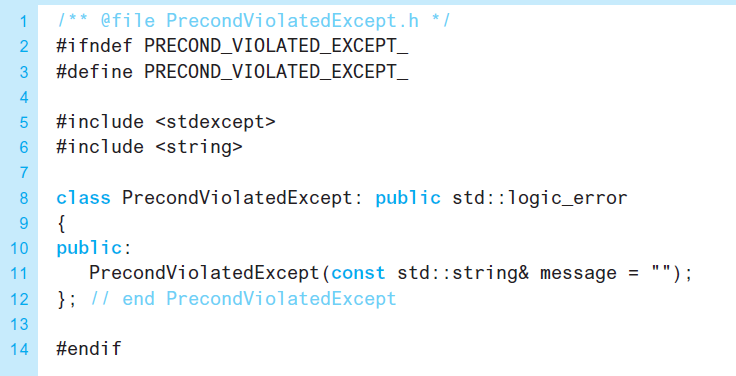 1 /** @file PrecondViolatedExcept.h */
2 #ifndef PRECOND_VIOLATED_EXCEPT_
3 #define PRECOND_VIOLATED_EXCEPT_
4
5 #include <stdexcept>
6 #include <string>
7
8 class PrecondViolatedExcept: public std::logic_error
9 {
10 public:
11 PrecondViolatedExcept(const std::string& message = "");
12 }; // end PrecondViolatedExcept
13
14 #endif